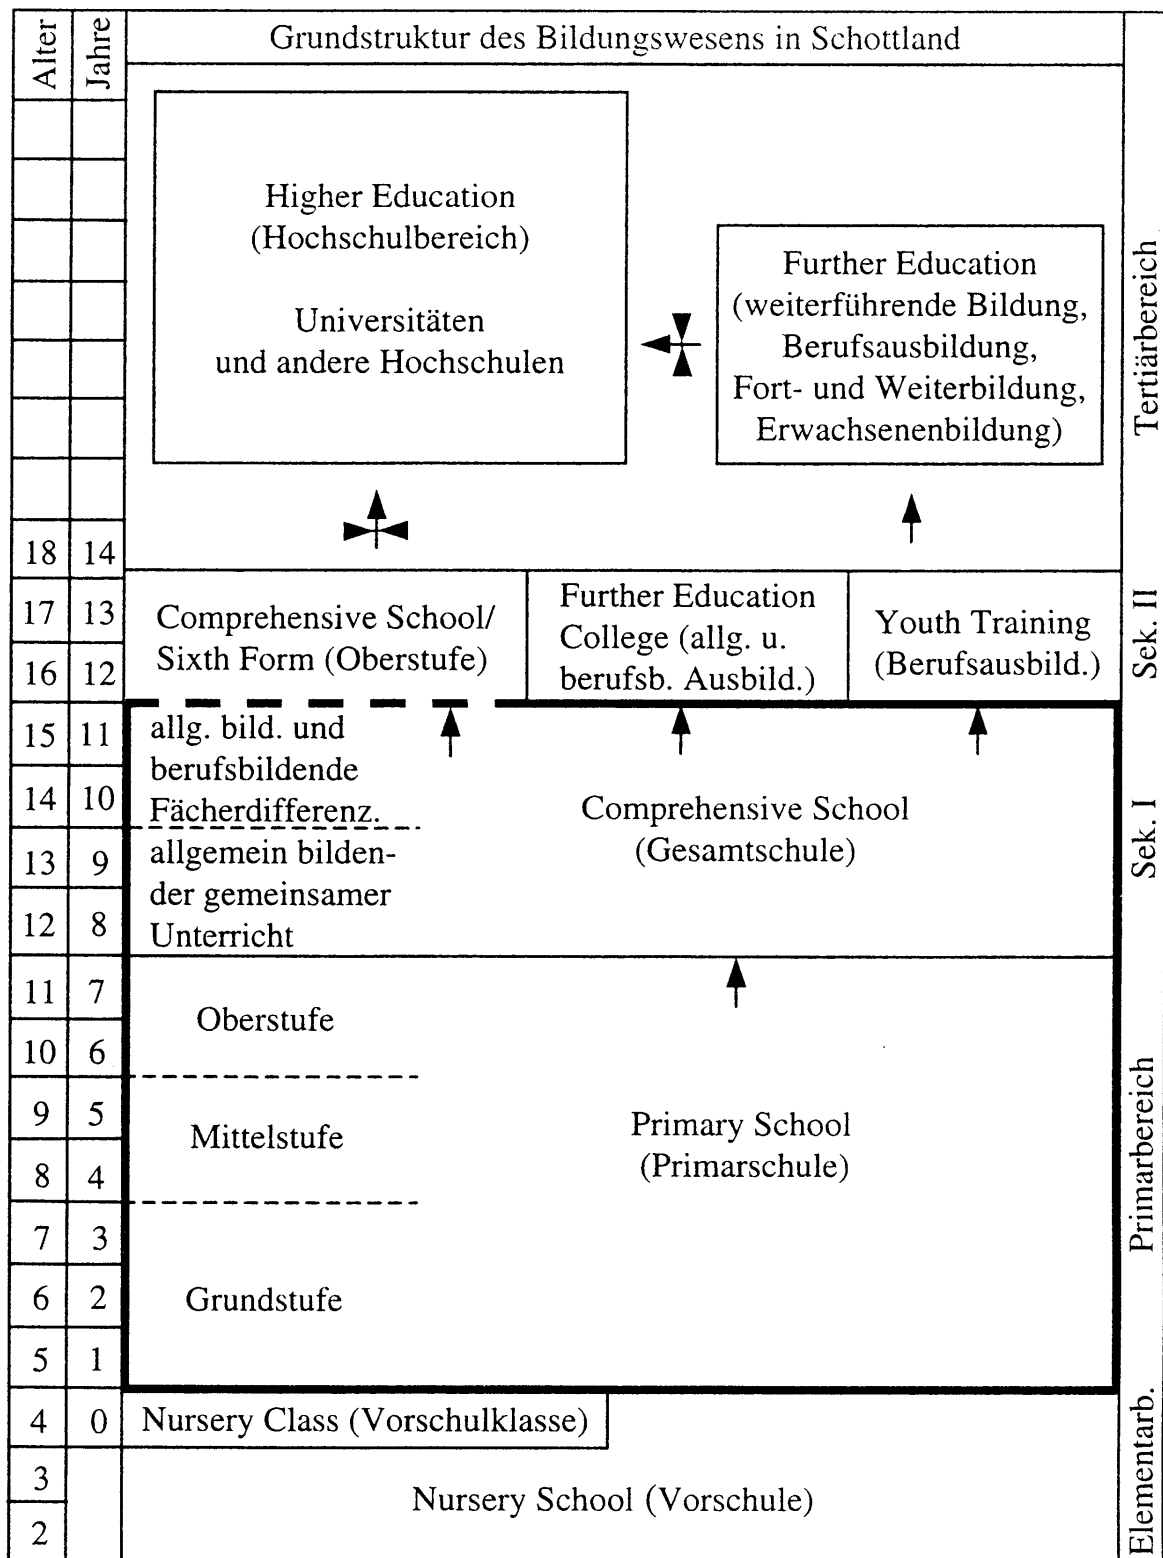 Alter
Jahre
Grundstruktur des Bildungswesens in Schottland
Higher Education
(Hochschulbereich)
Universitäten
und andere Hochschulen
Further Education
(weiterführende Bildung,
Berufsausbildung,
Fort- und Weiterbildung,
Erwachsenenbildung)
Tertiärbereich
18 14
17 13
16 12
Comprehensive School/
Sixth Form (Oberstufe)
Further Education
College (allg. u.
berufsb. Ausbild.)
Youth Training
(Berufsausbild.)
Sek. II
15 11
14 10
13 9
12 8
allg. bild. und
berufsbildende
Fächerdifferenz.
allgemein bilden-
der gemeinsamer
Unterricht
Comprehensive School
(Gesamtschule)
Sek. I
11 7
10 6
9 5
8 4
7 3
6 2
5 1
Oberstufe
Mittelstufe
Grundstufe
Primary School
(Primarschule)
Primarbereich
4 0
Nursery Class (Vorschulklasse)
3
2
Nursery School (Vorschule)
Elementarb.